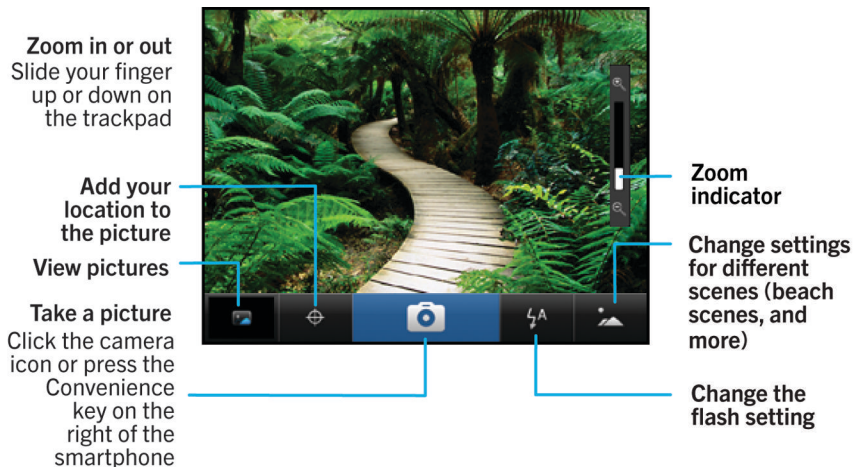 Zoom in or out
Slide your finger
up or down on
the trackpad
Add your
location to
the picture
View pictures
Take a picture
Click the camera
icon or press the
Convenience
key on the
right of the
smartphone
Zoom
indicator
Change settings
for different
scenes (beach
scenes, and
more)
Change the
flash setting
A